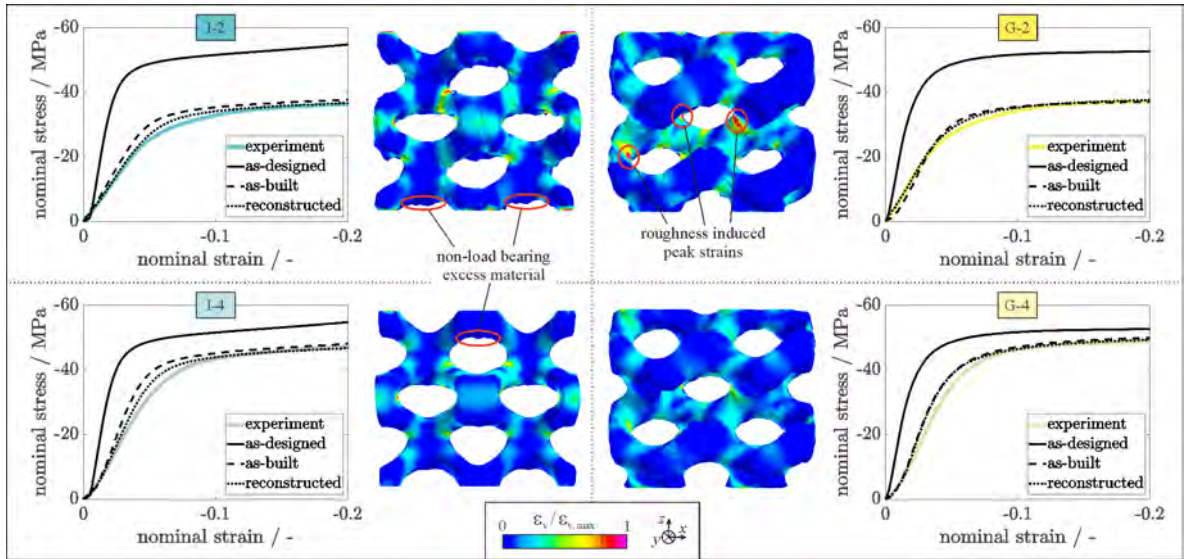 I-2
-60
-40
-20
0
nominal stress / MPa
experiment
as-designed
as-built
reconstructed
0
-0.1
-0.2
nominal strain / -
non-load bearing
excess material
roughness induced
peak strains
G-2
-60
-40
-20
0
nominal stress / MPa
experiment
as-designed
as-built
reconstructed
0
-0.1
-0.2
nominal strain / -
I-4
-60
-40
-20
0
nominal stress / MPa
experiment
as-designed
as-built
reconstructed
0
-0.1
-0.2
nominal strain / -
0 εv/εv, max 1
z
y x
G-4
-60
-40
-20
0
nominal stress / MPa
experiment
as-designed
as-built
reconstructed
0
-0.1
-0.2
nominal strain / -